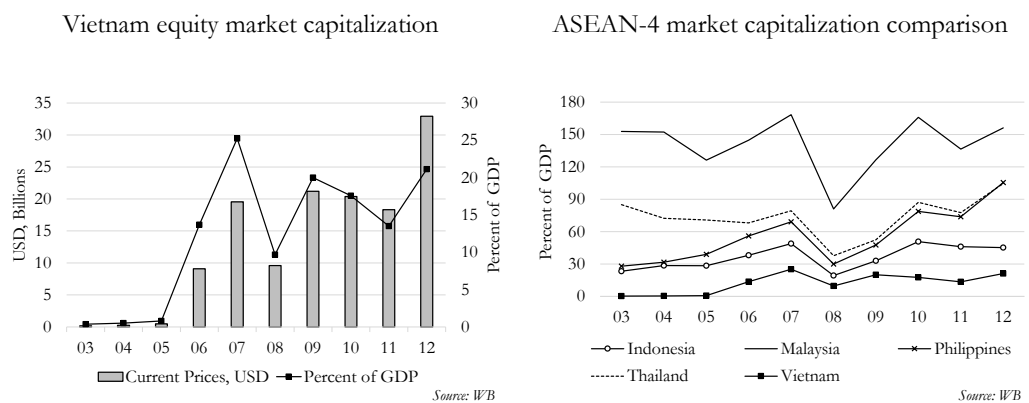 Vietnam equity market capitalization
USD, Billions
35
30
25
20
15
10
5
0
30
25
20
15
10
5
0
Percent of GDP
03 04 05 06 07 08 09 10 11 12
Current Prices, USD Percent of GDP
Source: WB
ASEAN-4 market capitalization comparison
Percent of GDP
180
150
120
90
60
30
0
03 04 05 06 07 08 09 10 11 12
Indonesia Malaysia Philippines
Thailand Vietnam
Source: WB